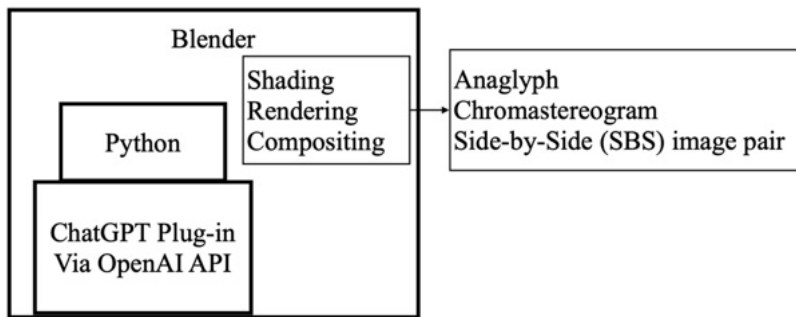 Blender
Shading
Rendering
Compositing
Anaglyph
Chromastereogram
Side-by-Side (SBS) image pair
Python
ChatGPT Plug-in
Via OpenAI API